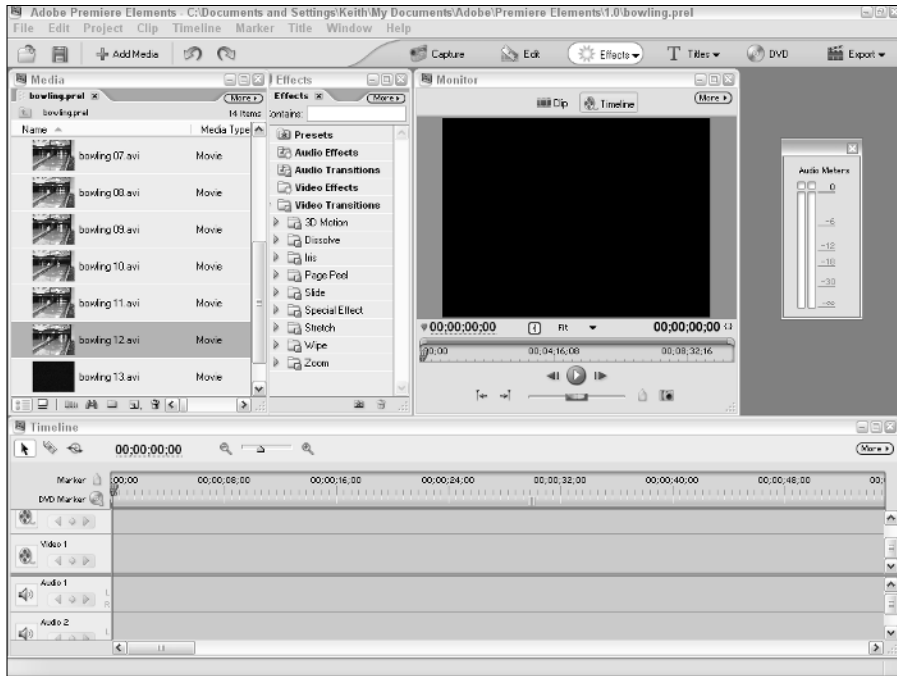 Adobe Premiere Elements - C:\Documents and Settings\Keith\My Documents\Adobe\Premiere Elements\1.0\bowling.prel
File Edit Project Clip Timeline Marker Title Window Help
Add Media Capture Edit Effects Titles DVD Export
Media
bowling.prel
More
bowling.prel 14 Items
Name Media Type
bowling 07.avi Movie
bowling 08.avi Movie
bowling 09.avi Movie
bowling 10.avi Movie
bowling 11.avi Movie
bowling 12.avi Movie
bowling 13.avi Movie
Effects
Effects
More
ontains:
Presets
Audio Effects
Audio Transitions
Video Effects
Video Transitions
3D Motion
Dissolve
Iris
Page Peel
Slide
Special Effect
Stretch
Wipe
Zoom
Monitor
Clip Timeline
More
00;00;00;00 Fit 00;00;00;00
00;00 00;04;16;08 00;08;32;16
Audio Meters
0
-6
-12
-18
-30
-∞
Timeline
00;00;00;00
More
Marker
DVD Marker
;00;00 00;00;08;00 00;00;16;00 00;00;24;00 00;00;32;00 00;00;40;00 00;00;48;00 00;
Video 1
Audio 1
L
R
Audio 2
L